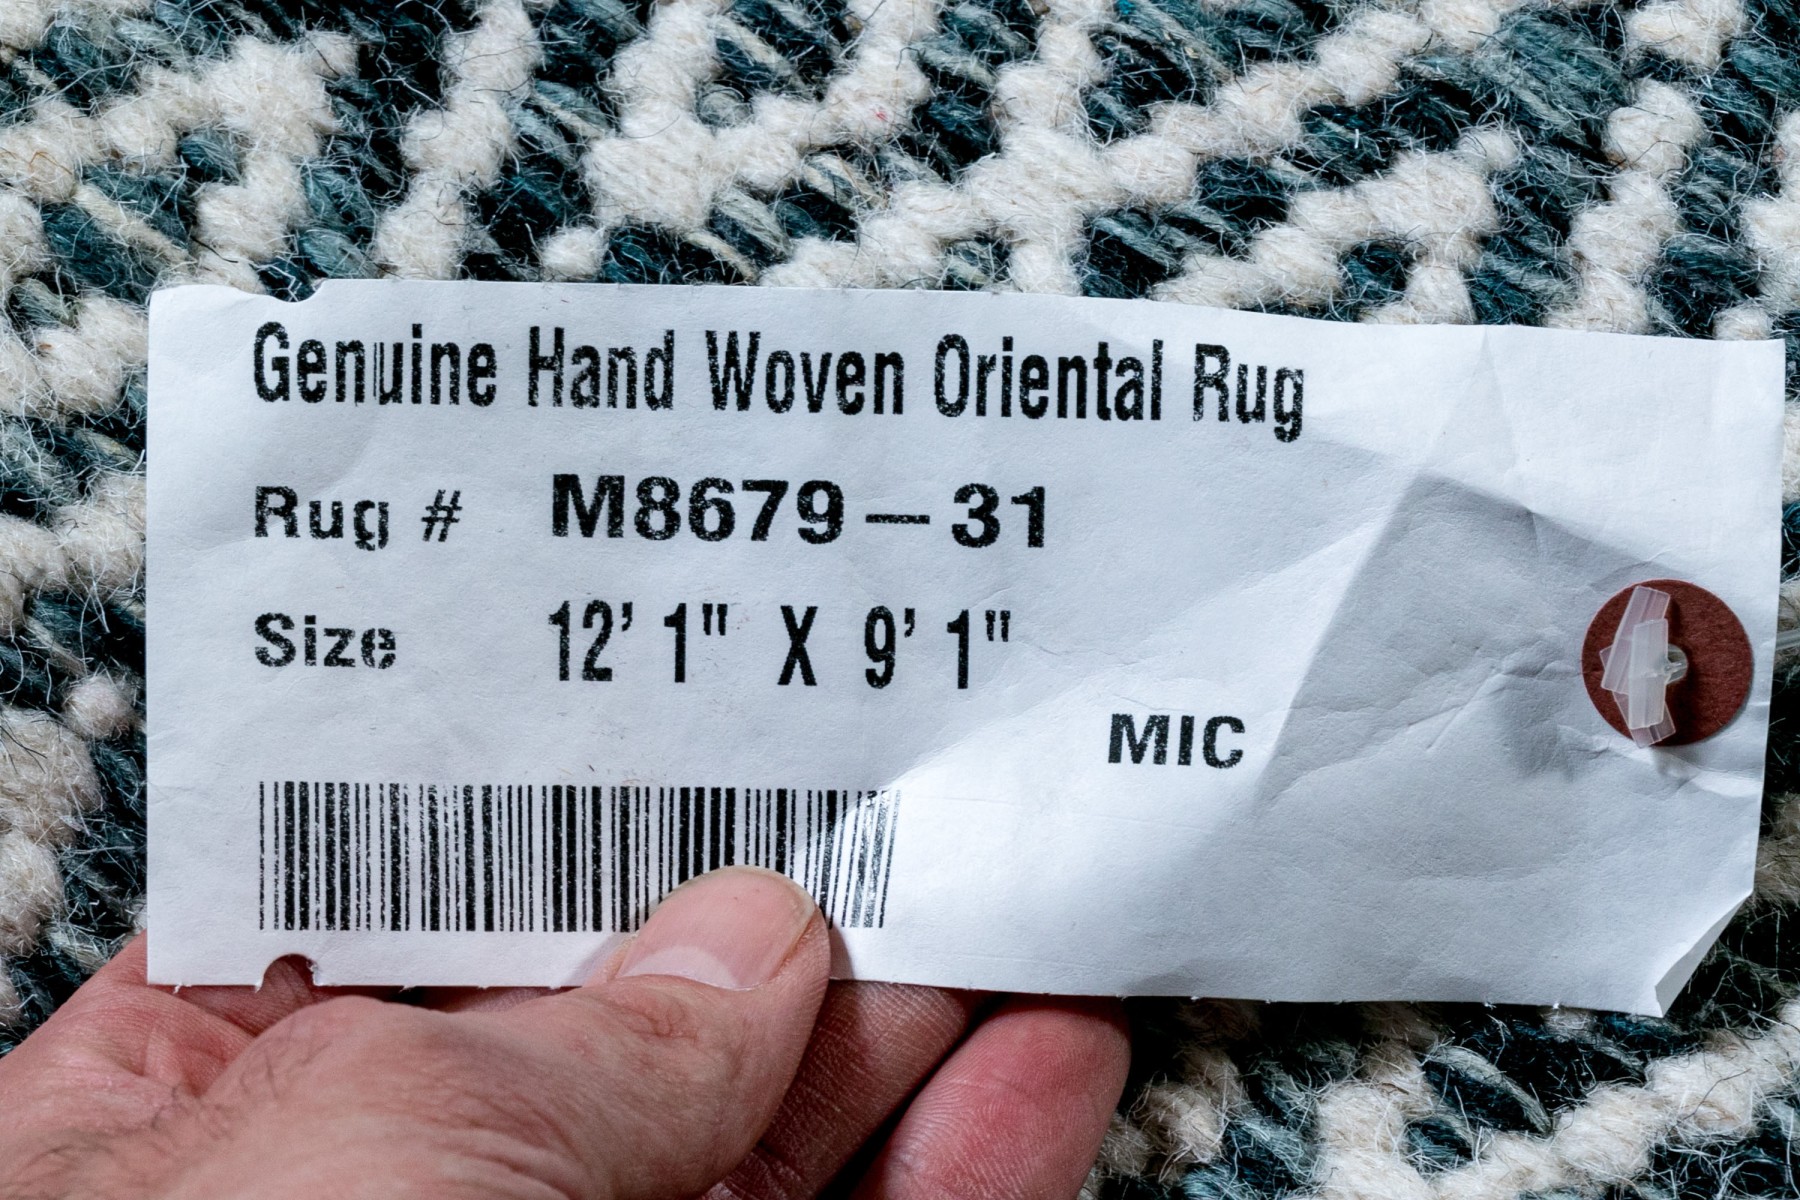 Genuine Hand Woven Oriental Rug
Rug # M8679-31
Size 12' 1" X 9' 1"
MIC